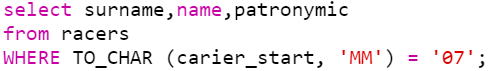 select surname,name,patronymic
from racers
WHERE TO_CHAR (carier_start, 'MM') = '07';